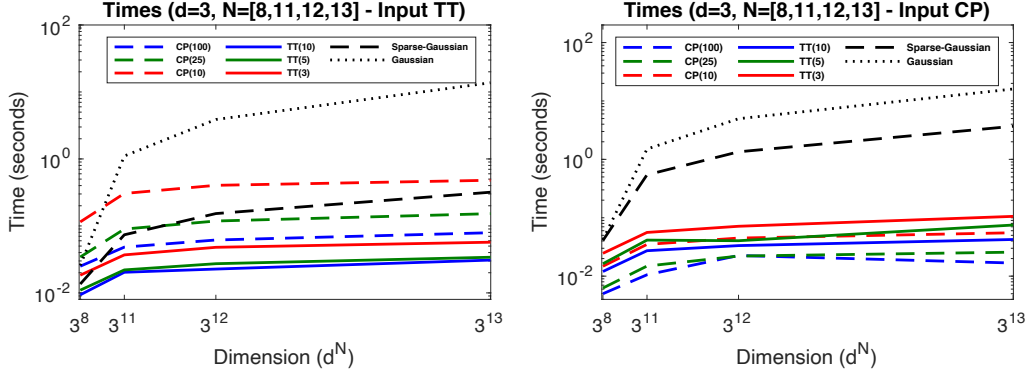 Times (d=3, N=[8,11,12,13] - Input TT)
CP(100)
CP(25)
CP(10)
TT(10)
TT(5)
TT(3)
Sparse-Gaussian
Gaussian
Time (seconds)
10^2
10^0
10^-2
3^8
3^11
3^12
3^13
Dimension (d^N)
Times (d=3, N=[8,11,12,13] - Input CP)
CP(100)
CP(25)
CP(10)
TT(10)
TT(5)
TT(3)
Sparse-Gaussian
Gaussian
Time (seconds)
10^2
10^0
10^-2
3^8
3^11
3^12
3^13
Dimension (d^N)